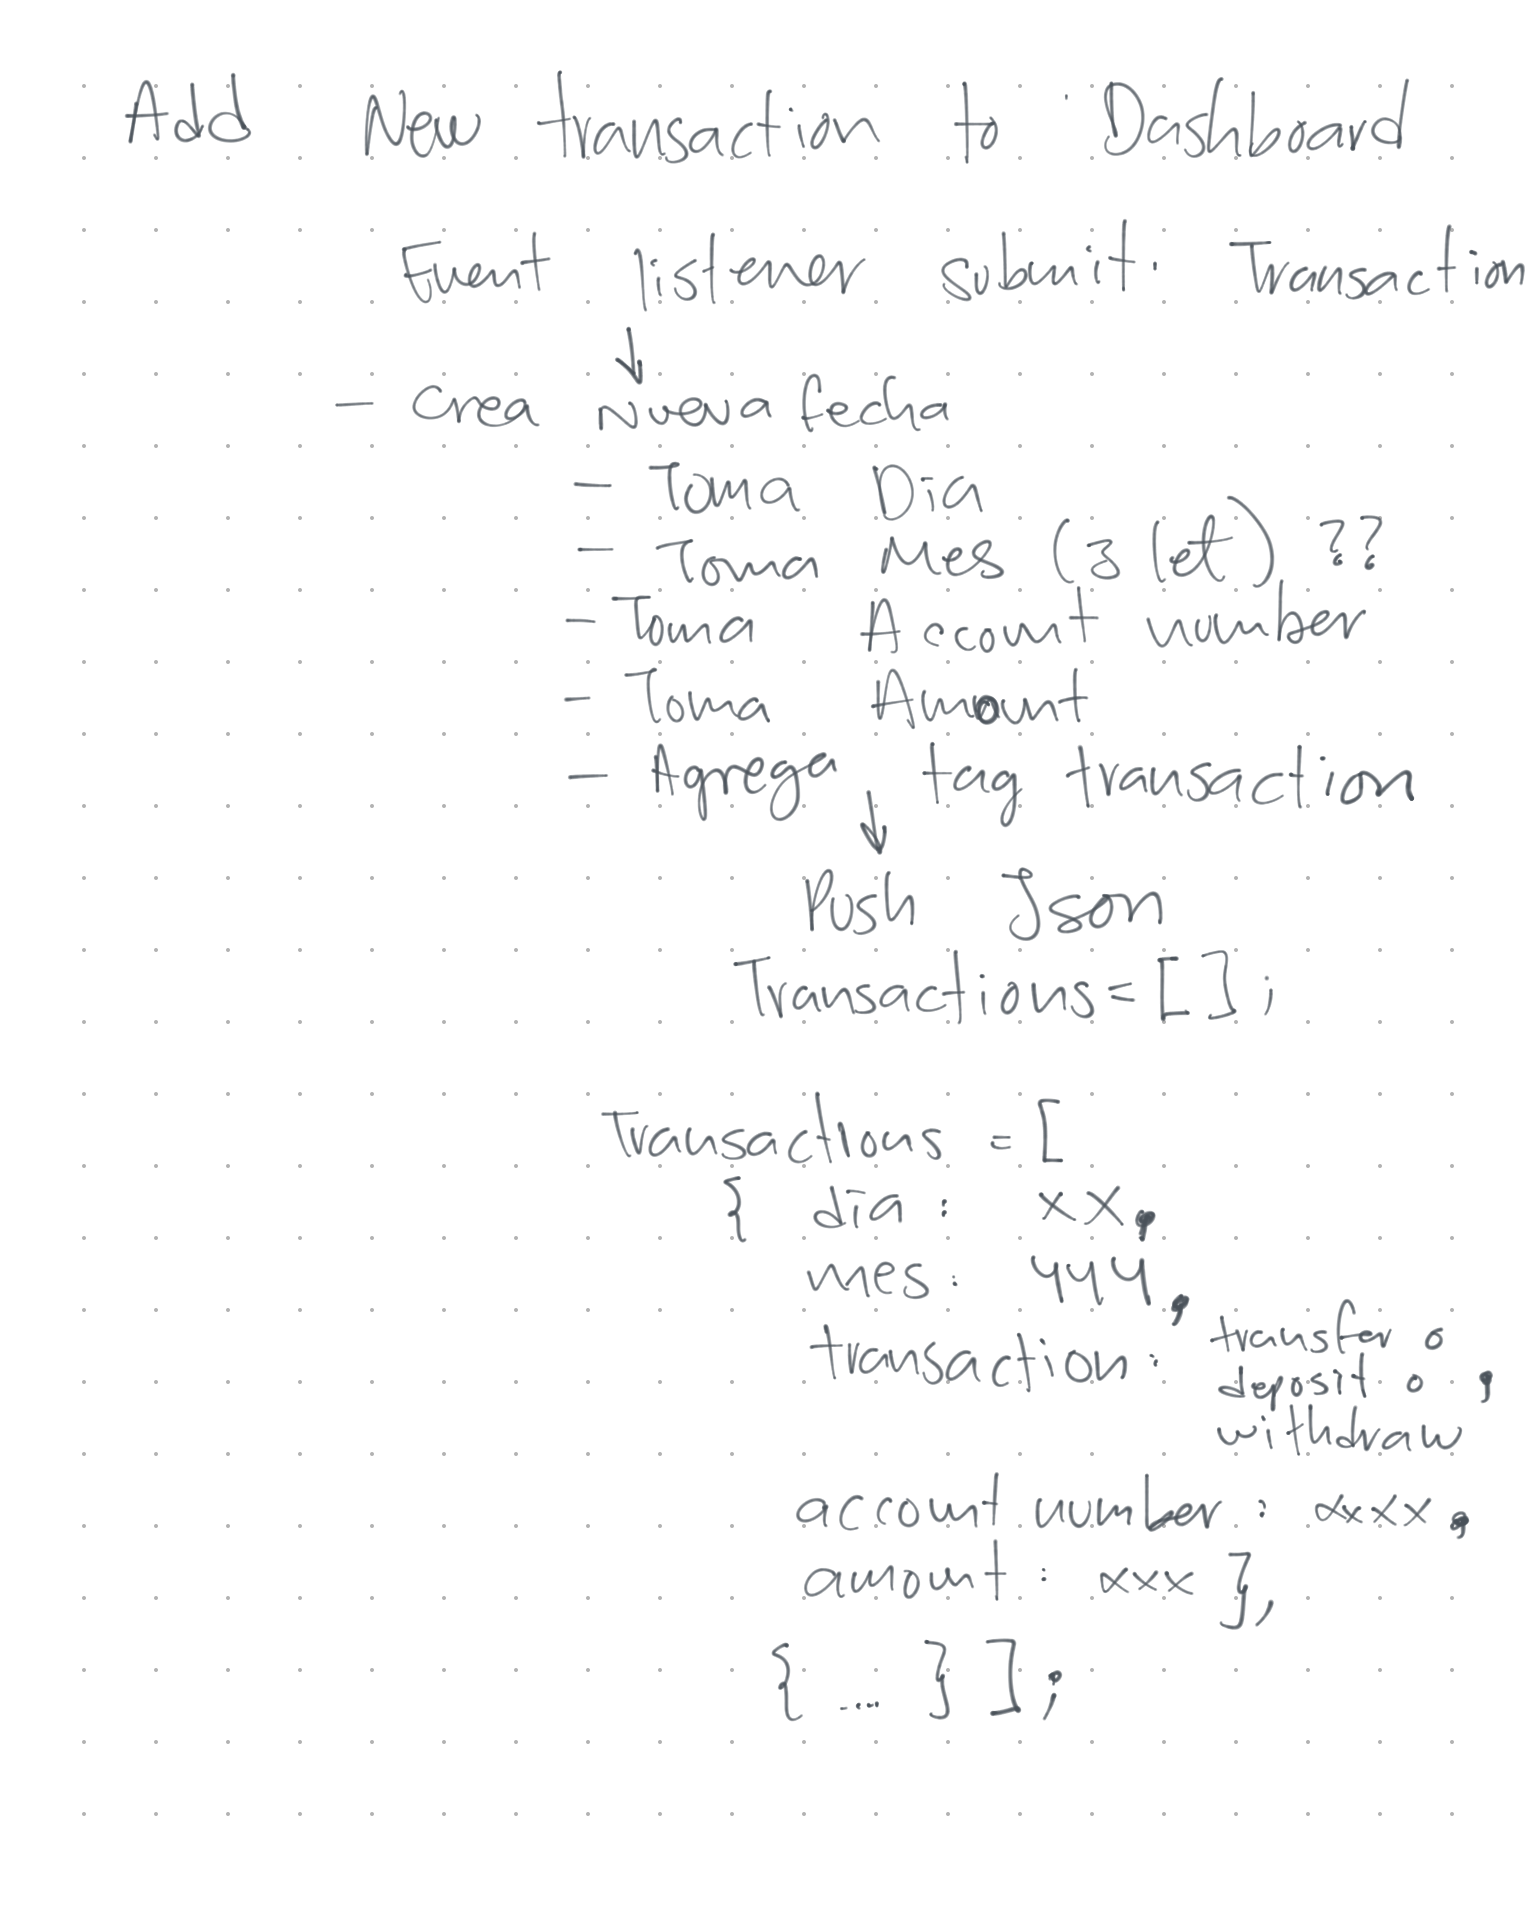 Add New transaction to Dashboard
Event listener submit. Transaction
↓
- Crea Nueva fecha
- Toma Dia
- Toma Mes (3 let) ??
- Toma Account number
- Toma Amount
- Agrega tag transaction
↓
Push Json
Transactions = [ ] ;
Transactions = [
{ dia : xx,
mes : yyy,
transaction : transfer o
deposit o ,
withdraw
account number : xxxx ,
amount : xxx },
{ .... } ] ;